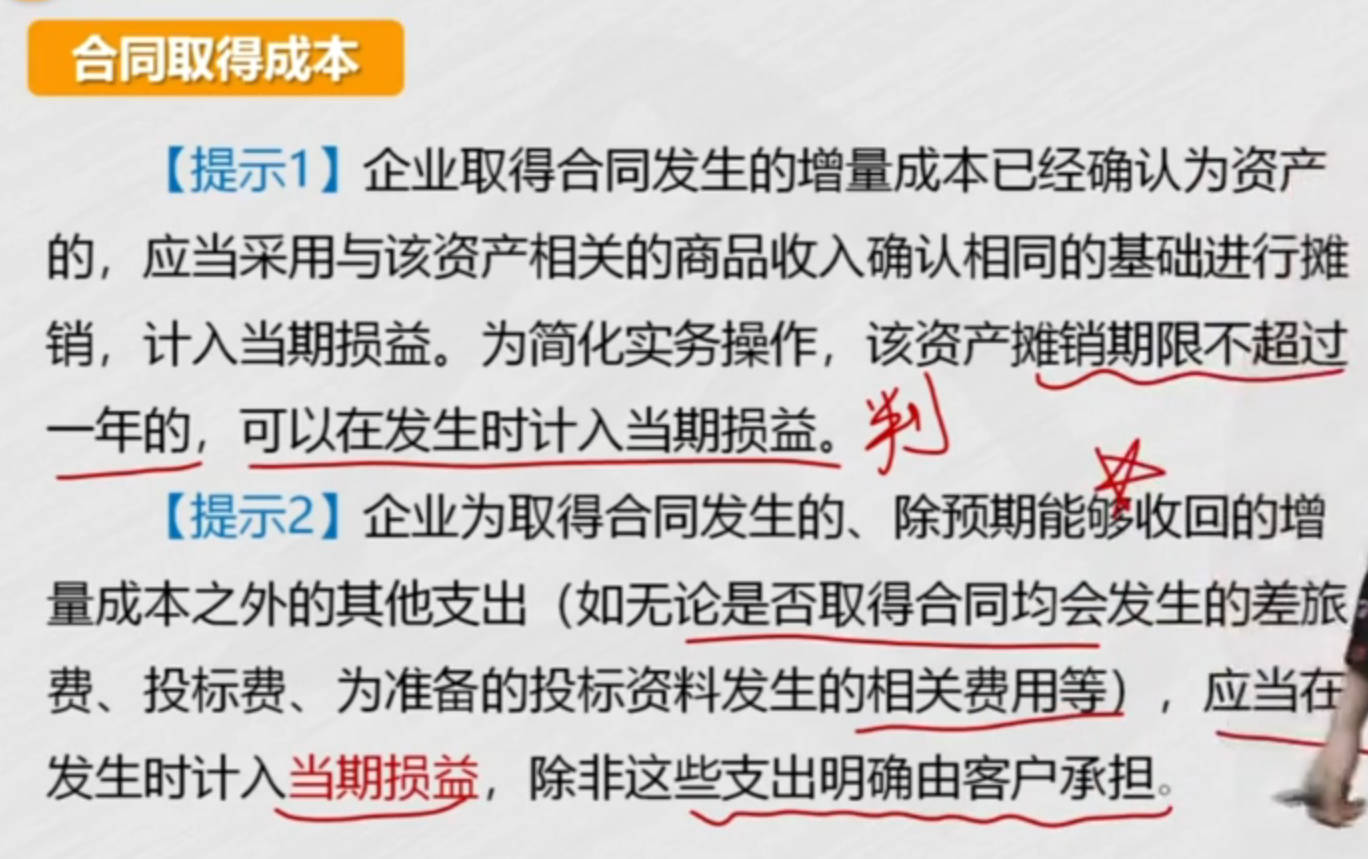 合同取得成本
【提示1】企业取得合同发生的增量成本已经确认为资产
的，应当采用与该资产相关的商品收入确认相同的基础进行摊
销，计入当期损益。为简化实务操作，该资产摊销期限不超过
一年的，可以在发生时计入当期损益。判
【提示2】企业为取得合同发生的、除预期能够收回的增
量成本之外的其他支出（如无论是否取得合同均会发生的差旅
费、投标费、为准备的投标资料发生的相关费用等），应当在
发生时计入当期损益，除非这些支出明确由客户承担。